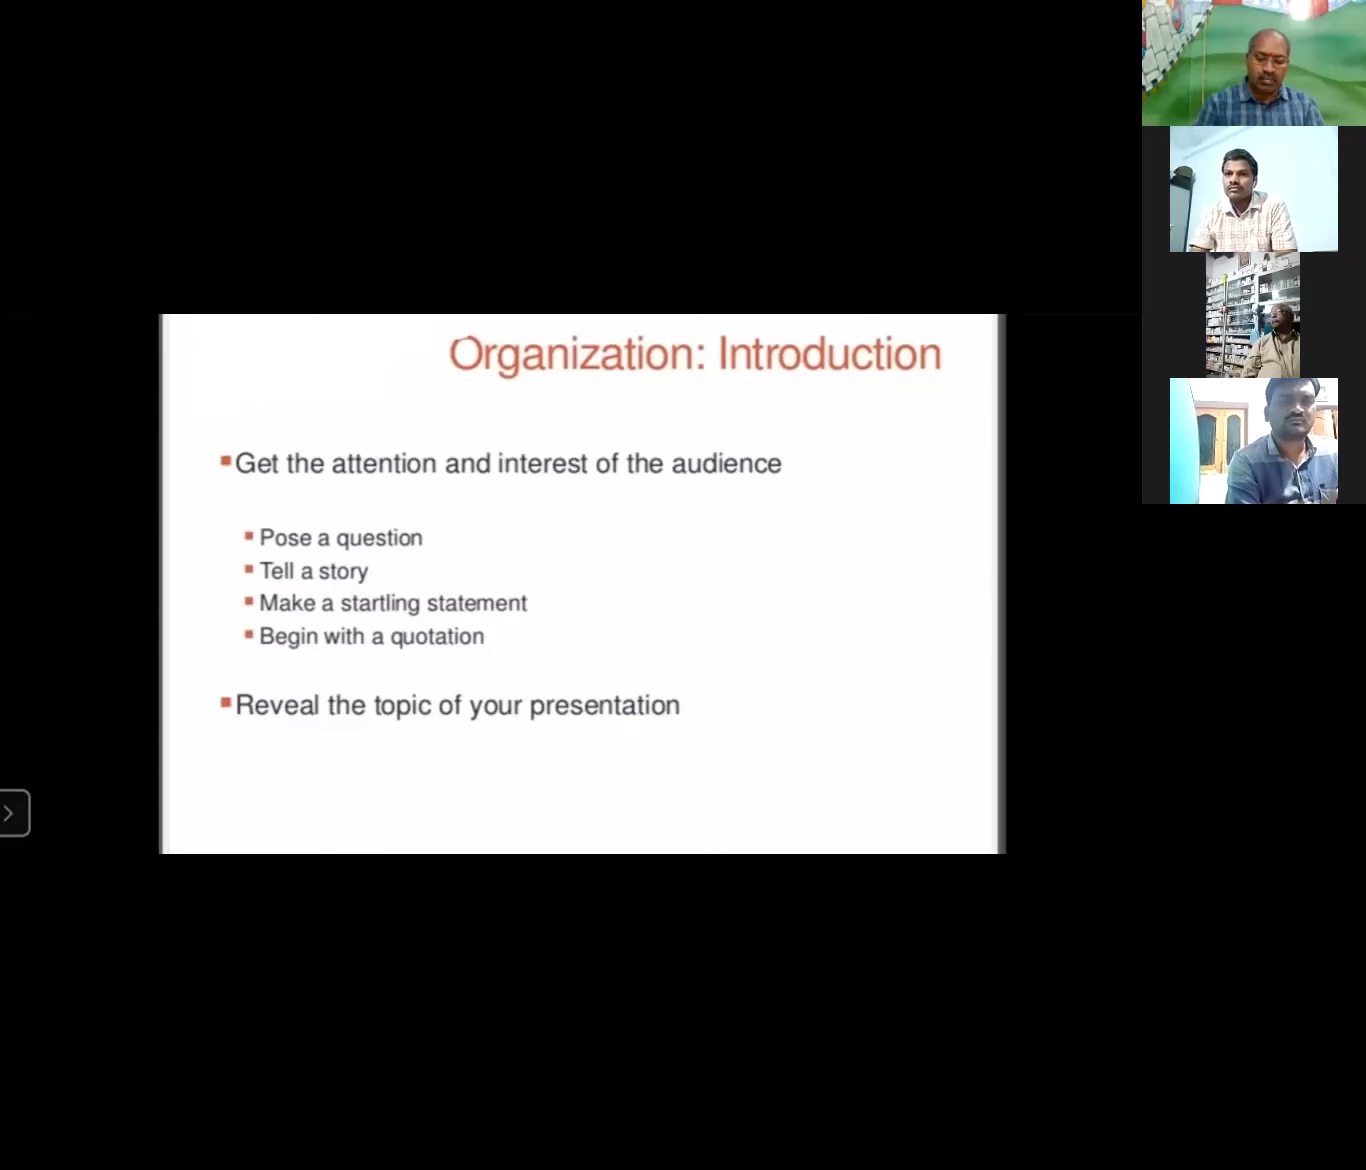 Organization: Introduction
Get the attention and interest of the audience
Pose a question
Tell a story
Make a startling statement
Begin with a quotation
Reveal the topic of your presentation